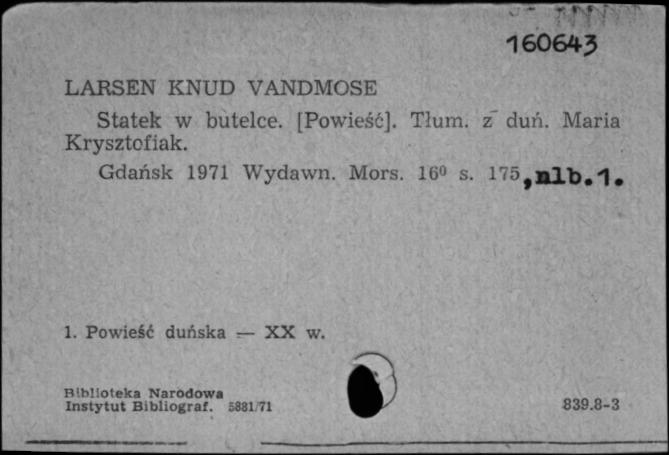 160643
LARSEN KNUD VANDMOSE
Statek w butelce. [Powieść]. Tłum. z duń. Maria
Krysztofiak.
Gdańsk 1971 Wydawn. Mors. 16⁰ s. 175, nlb.1.
1. Powieść duńska — XX w.
Biblioteka Narodowa
Instytut Bibliograf. 5881/71
839.8-3